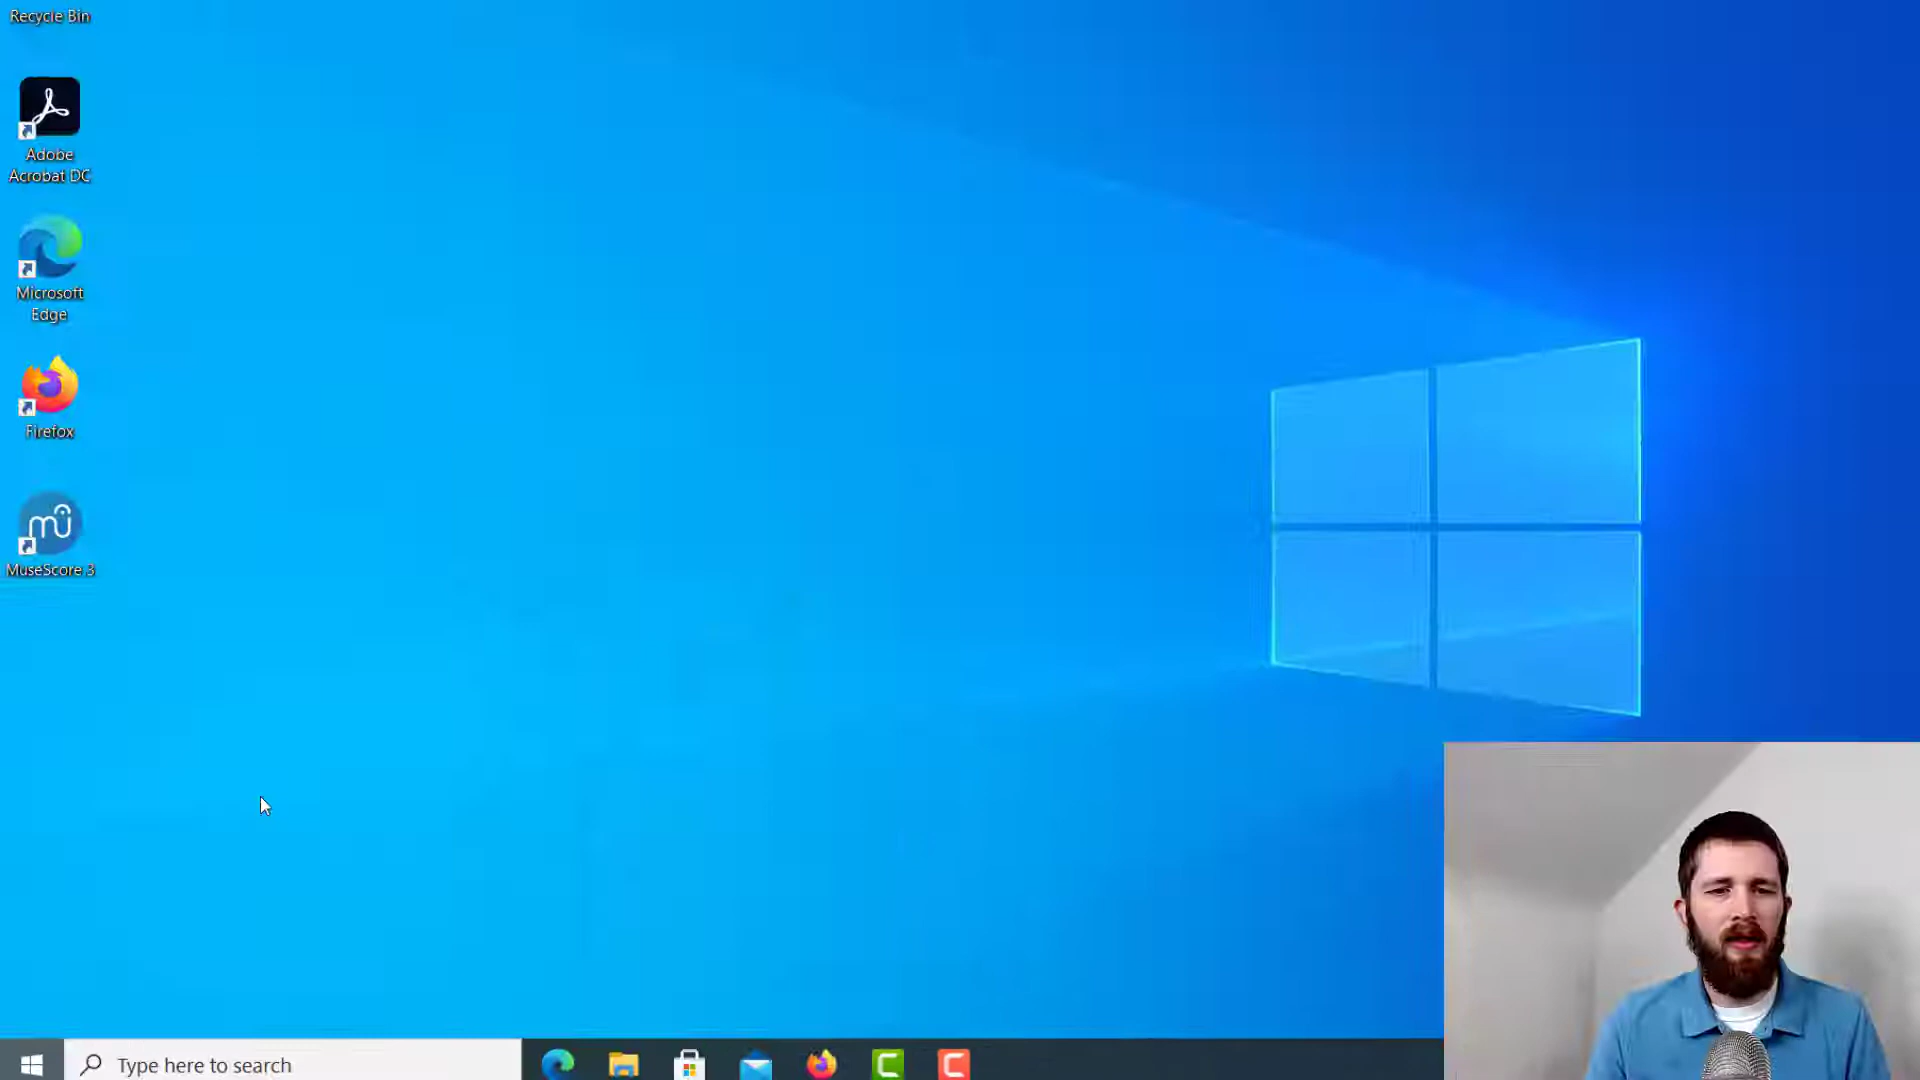 Recycle Bin
Adobe
Acrobat DC
Microsoft
Edge
Firefox
MuseScore 3
Type here to search